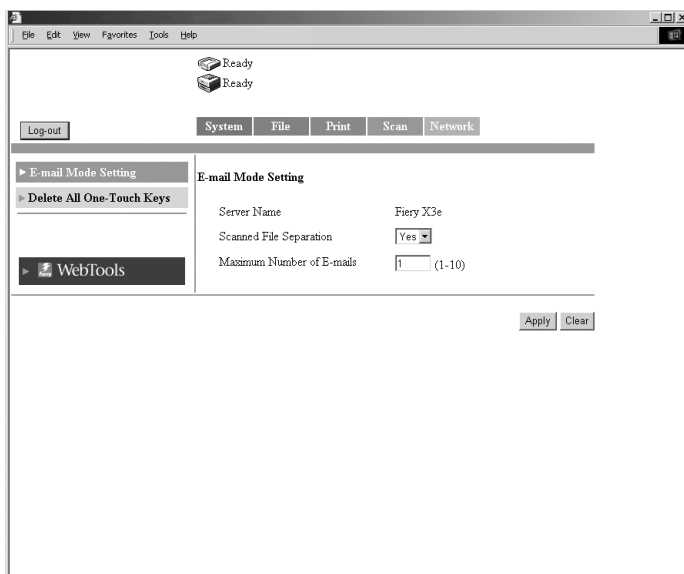 File Edit View Favorites Tools Help
Ready
Ready
Log-out
System File Print Scan Network
E-mail Mode Setting
Delete All One-Touch Keys
WebTools
E-mail Mode Setting
Server Name Fiery X3e
Scanned File Separation Yes
Maximum Number of E-mails 1 (1-10)
Apply Clear